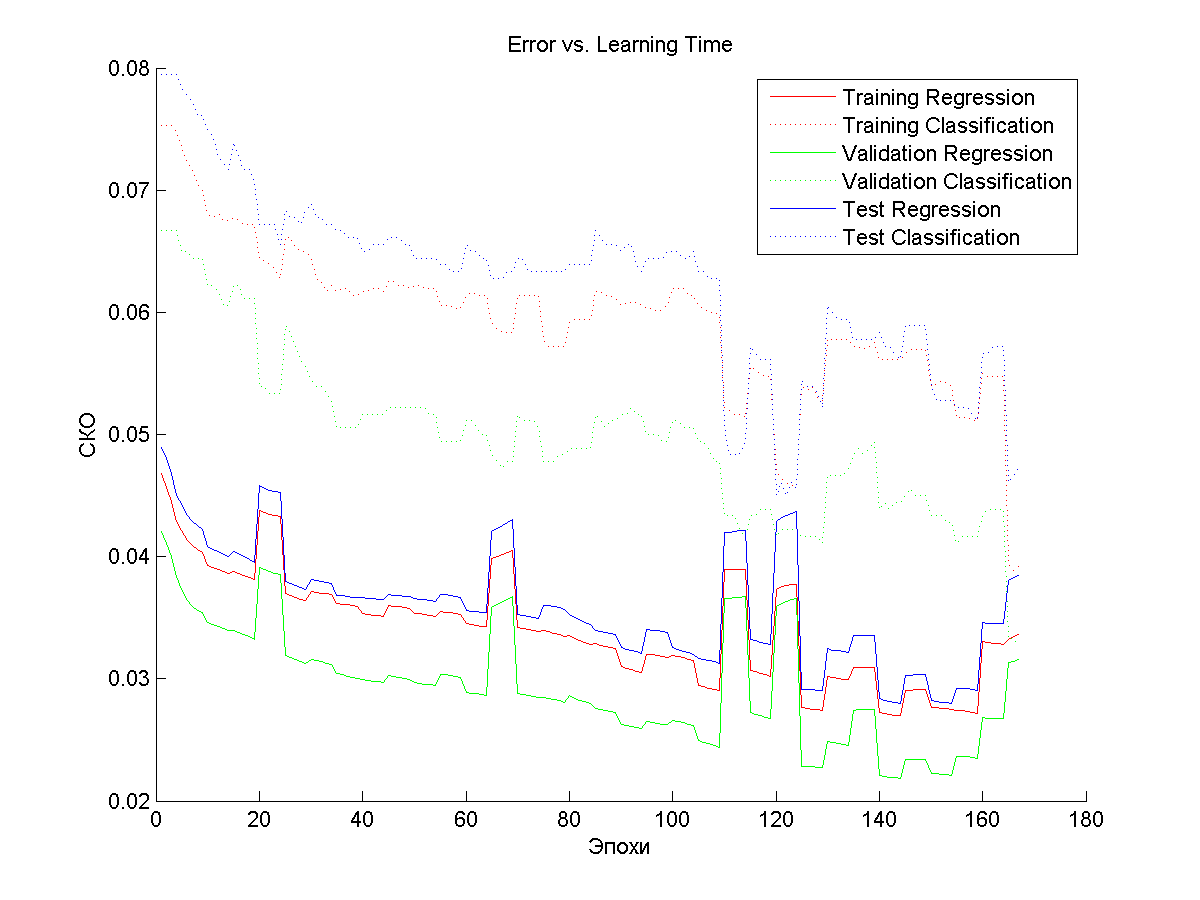 Error vs. Learning Time
0.08
0.07
0.06
0.05
0.04
0.03
0.02
СКО
Training Regression
Training Classification
Validation Regression
Validation Classification
Test Regression
Test Classification
0 20 40 60 80 100 120 140 160 180
Эпохи